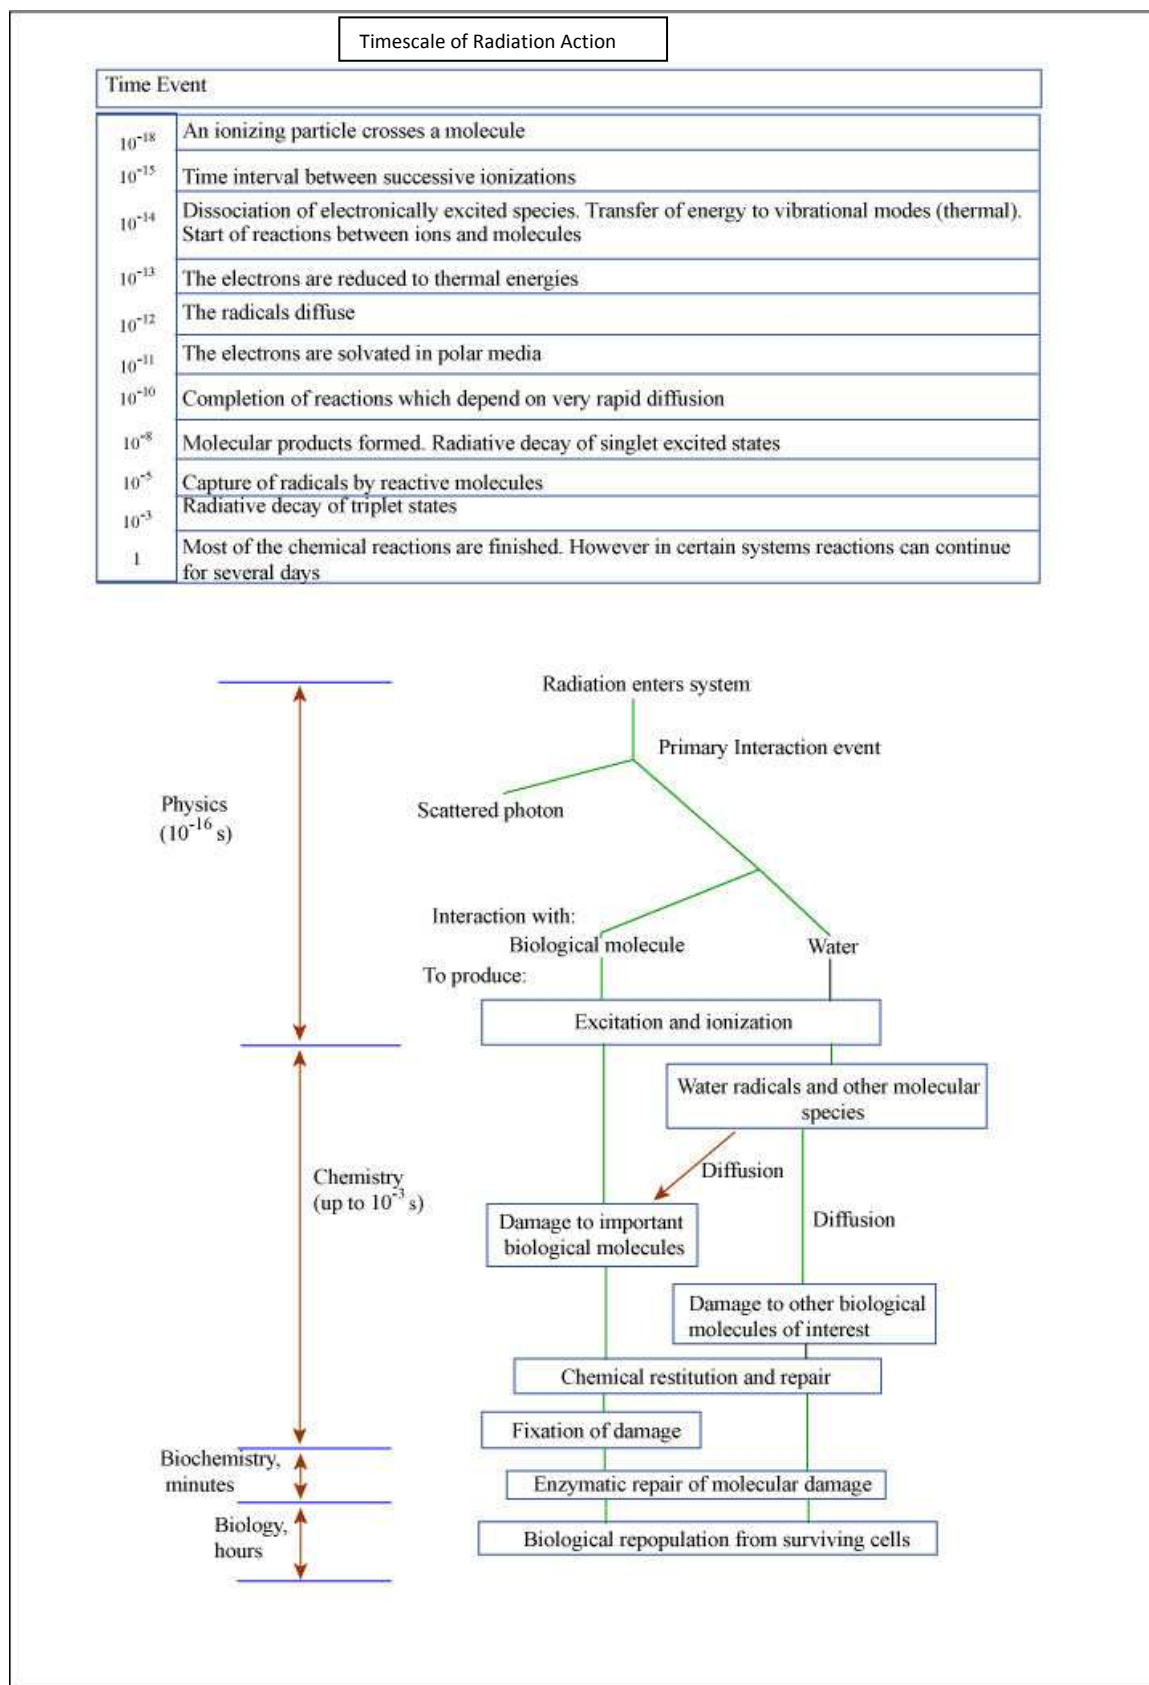 Timescale of Radiation Action
Time Event
10⁻¹⁸ An ionizing particle crosses a molecule
10⁻¹⁵ Time interval between successive ionizations
10⁻¹⁴ Dissociation of electronically excited species. Transfer of energy to vibrational modes (thermal).
Start of reactions between ions and molecules
10⁻¹³ The electrons are reduced to thermal energies
10⁻¹² The radicals diffuse
10⁻¹¹ The electrons are solvated in polar media
10⁻¹⁰ Completion of reactions which depend on very rapid diffusion
10⁻⁸ Molecular products formed. Radiative decay of singlet excited states
10⁻⁵ Capture of radicals by reactive molecules
10⁻³ Radiative decay of triplet states
1 Most of the chemical reactions are finished. However in certain systems reactions can continue
for several days
Radiation enters system
Primary Interaction event
Scattered photon
Physics
(10⁻¹⁶ s)
Interaction with:
Biological molecule
Water
To produce:
Excitation and ionization
Water radicals and other molecular
species
Diffusion
Chemistry
(up to 10⁻³ s)
Damage to important
biological molecules
Diffusion
Damage to other biological
molecules of interest
Chemical restitution and repair
Fixation of damage
Biochemistry,
minutes
Enzymatic repair of molecular damage
Biology,
hours
Biological repopulation from surviving cells